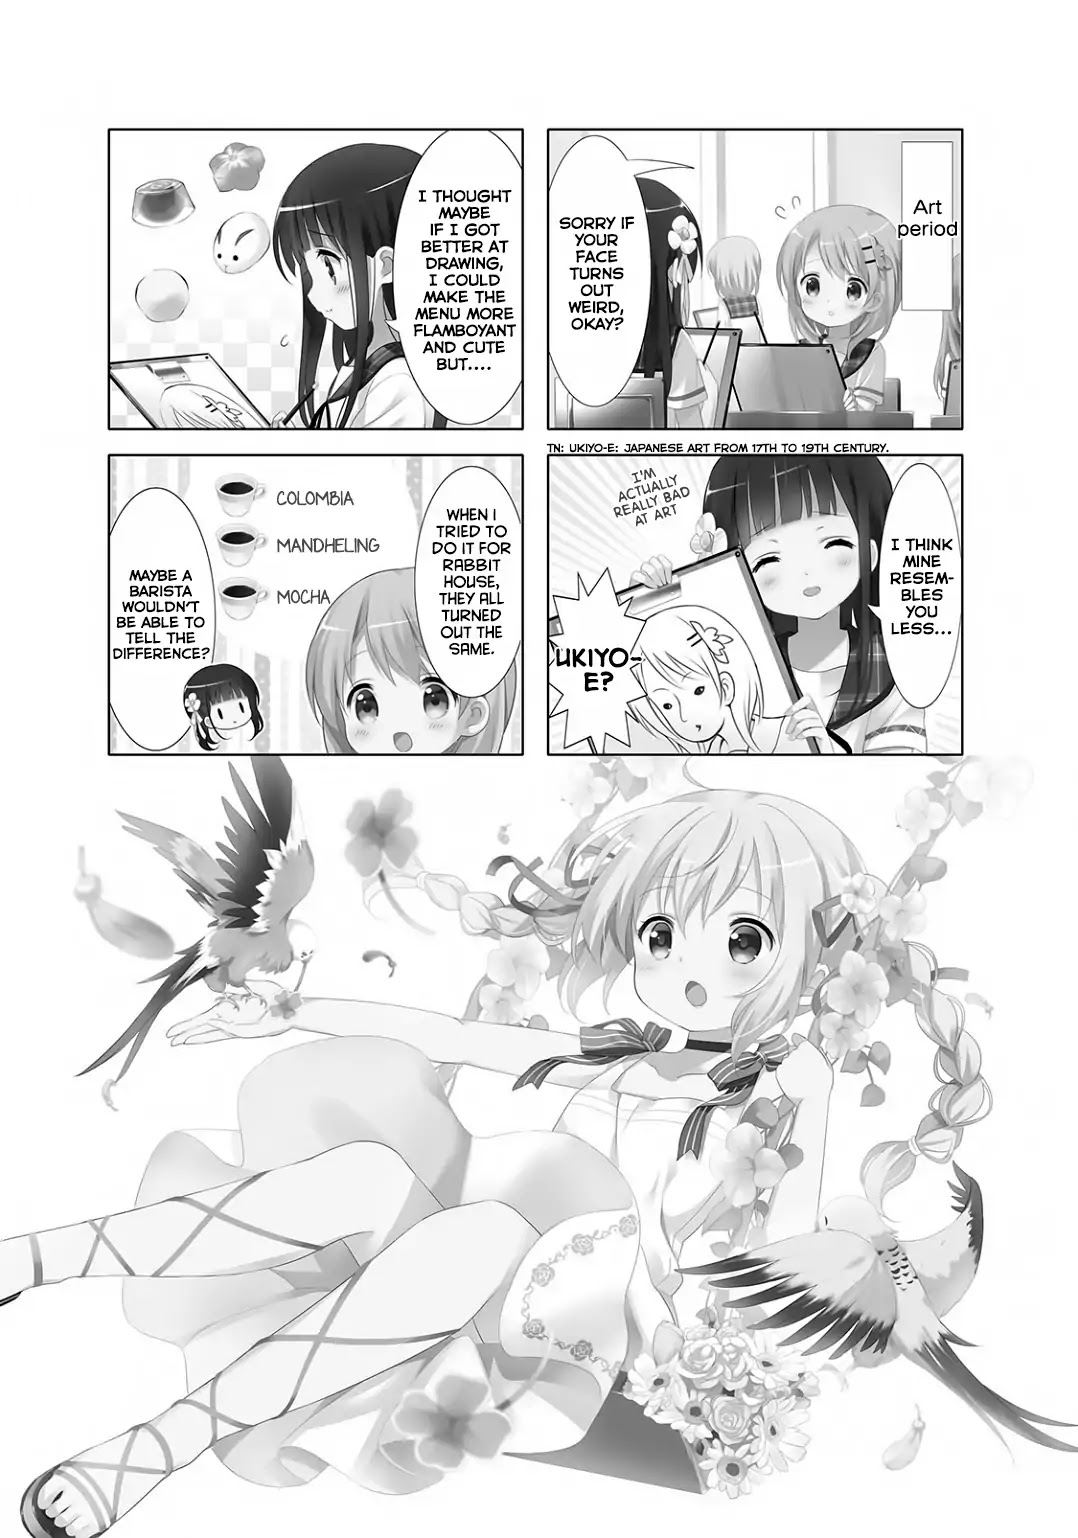 Art
period
SORRY IF
YOUR
FACE
TURNS
OUT
WEIRD,
OKAY?
TN: UKIYO-E: JAPANESE ART FROM 17TH TO 19TH CENTURY.
I THINK
MINE
RESEM-
BLES
YOU
LESS...
I'M
ACTUALLY
REALLY BAD
AT ART
UKIYO-
E?
I THOUGHT
MAYBE
IF I GOT
BETTER AT
DRAWING,
I COULD
MAKE THE
MENU MORE
FLAMBOYANT
AND CUTE
BUT....
WHEN I
TRIED TO
DO IT FOR
RABBIT
HOUSE,
THEY ALL
TURNED
OUT THE
SAME.
COLOMBIA
MANDHELING
MOCHA
MAYBE A
BARISTA
WOULDN'T
BE ABLE TO
TELL THE
DIFFERENCE?